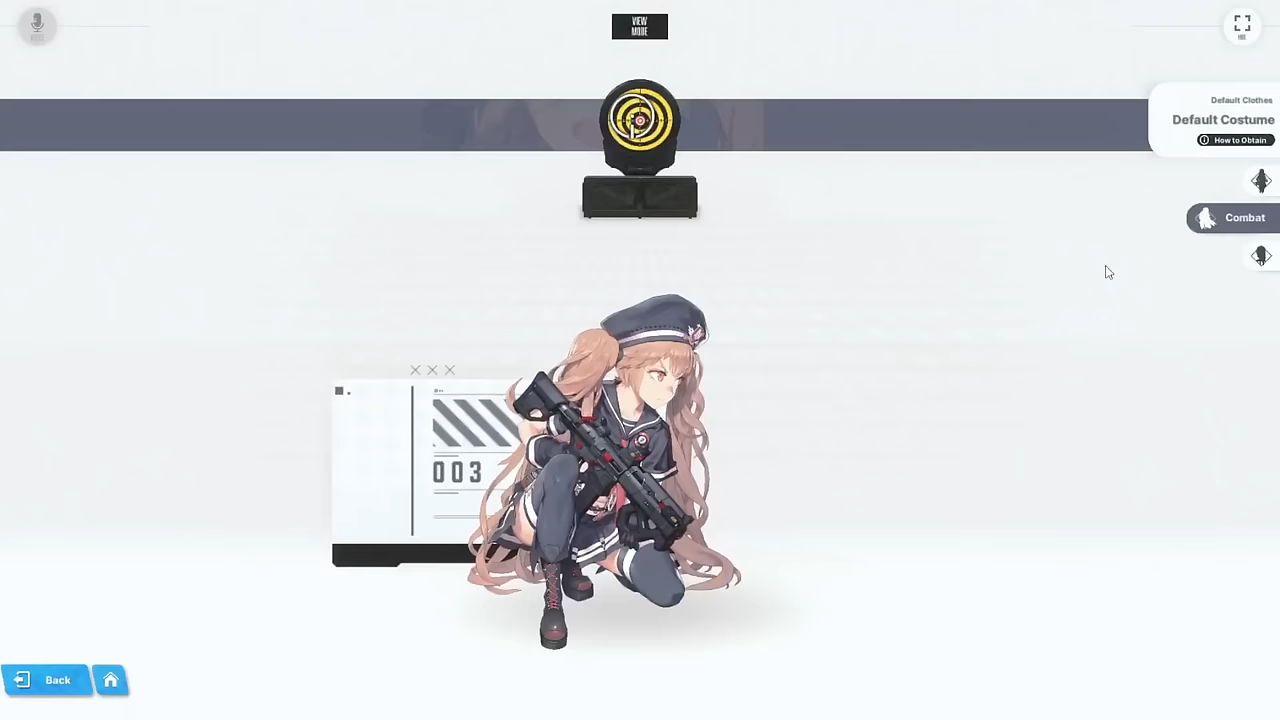 VIEW
MODE
Default Clothes
Default Costume
How to Obtain
Combat
003
Back